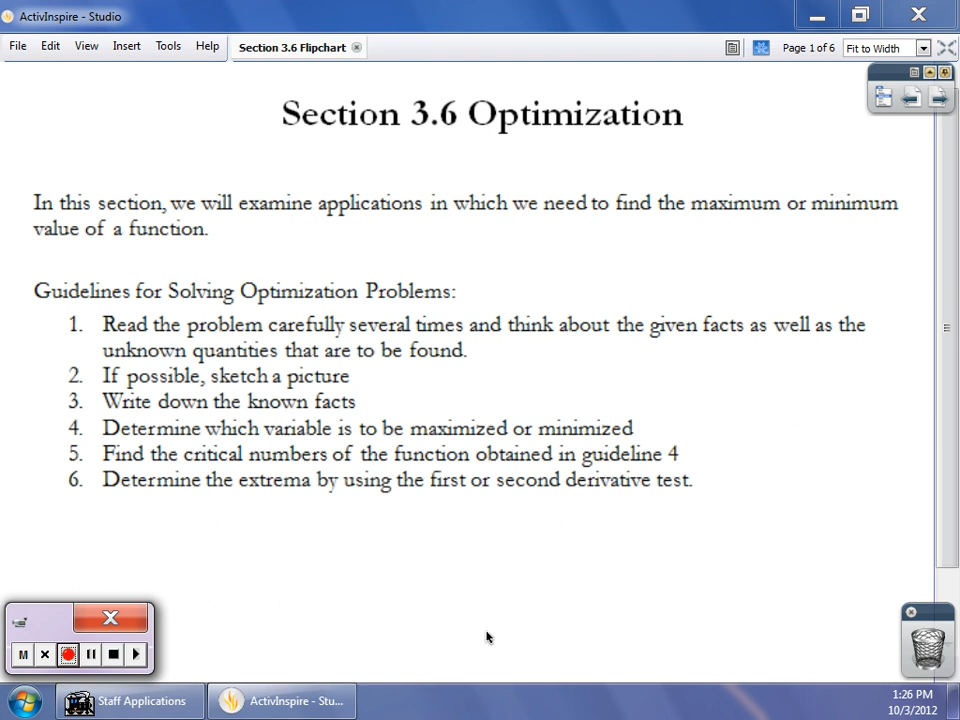 ActivInspire - Studio
File Edit View Insert Tools Help Section 3.6 Flipchart Page 1 of 6 Fit to Width
Section 3.6 Optimization
In this section, we will examine applications in which we need to find the maximum or minimum
value of a function.
Guidelines for Solving Optimization Problems:
1. Read the problem carefully several times and think about the given facts as well as the
unknown quantities that are to be found.
2. If possible, sketch a picture
3. Write down the known facts
4. Determine which variable is to be maximized or minimized
5. Find the critical numbers of the function obtained in guideline 4
6. Determine the extrema by using the first or second derivative test.
M
Staff Applications
ActivInspire - Stu...
1:26 PM
10/3/2012